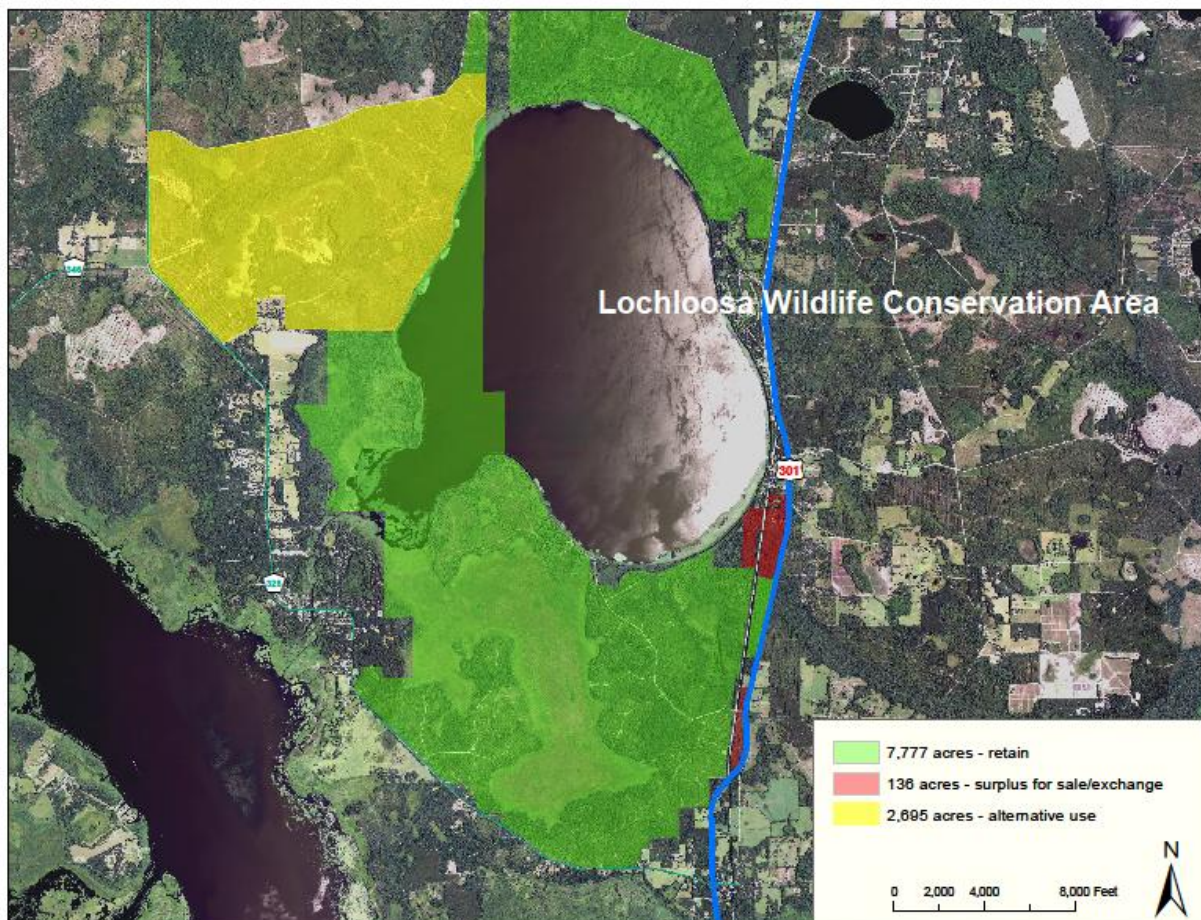 346
Lochloosa Wildlife Conservation Area
301
325
7,777 acres - retain
136 acres - surplus for sale/exchange
2,695 acres - alternative use
N
0 2,000 4,000 8,000 Feet